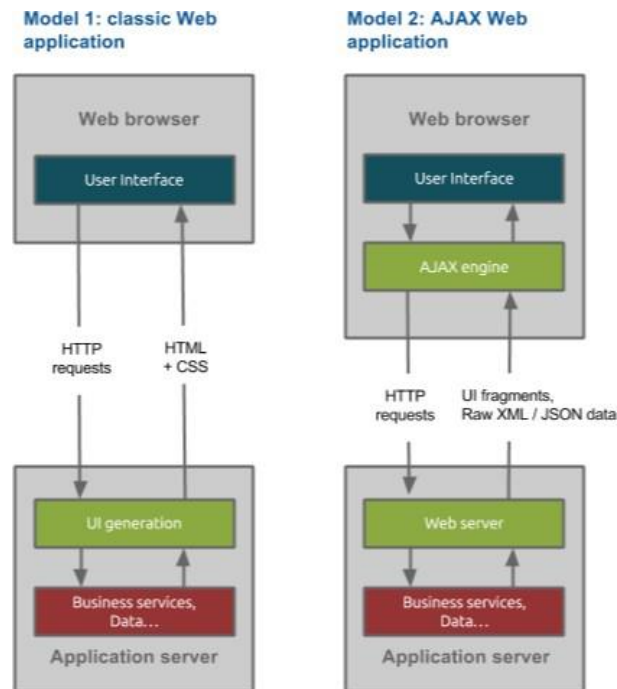 Model 1: classic Web
application
Web browser
User Interface
HTTP
requests
HTML
+ CSS
UI generation
Business services,
Data...
Application server
Model 2: AJAX Web
application
Web browser
User Interface
AJAX engine
HTTP
requests
UI fragments,
Raw XML / JSON data
Web server
Business services,
Data...
Application server